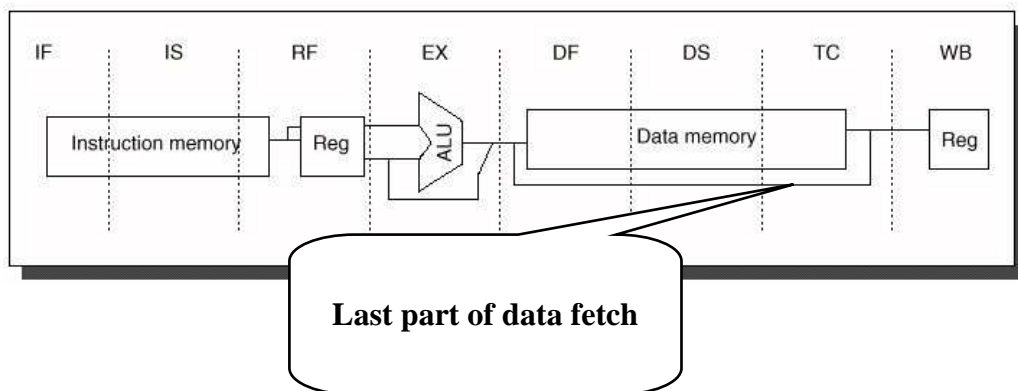 IF IS RF EX DF DS TC WB
Instruction memory Reg ALU Data memory Reg
Last part of data fetch